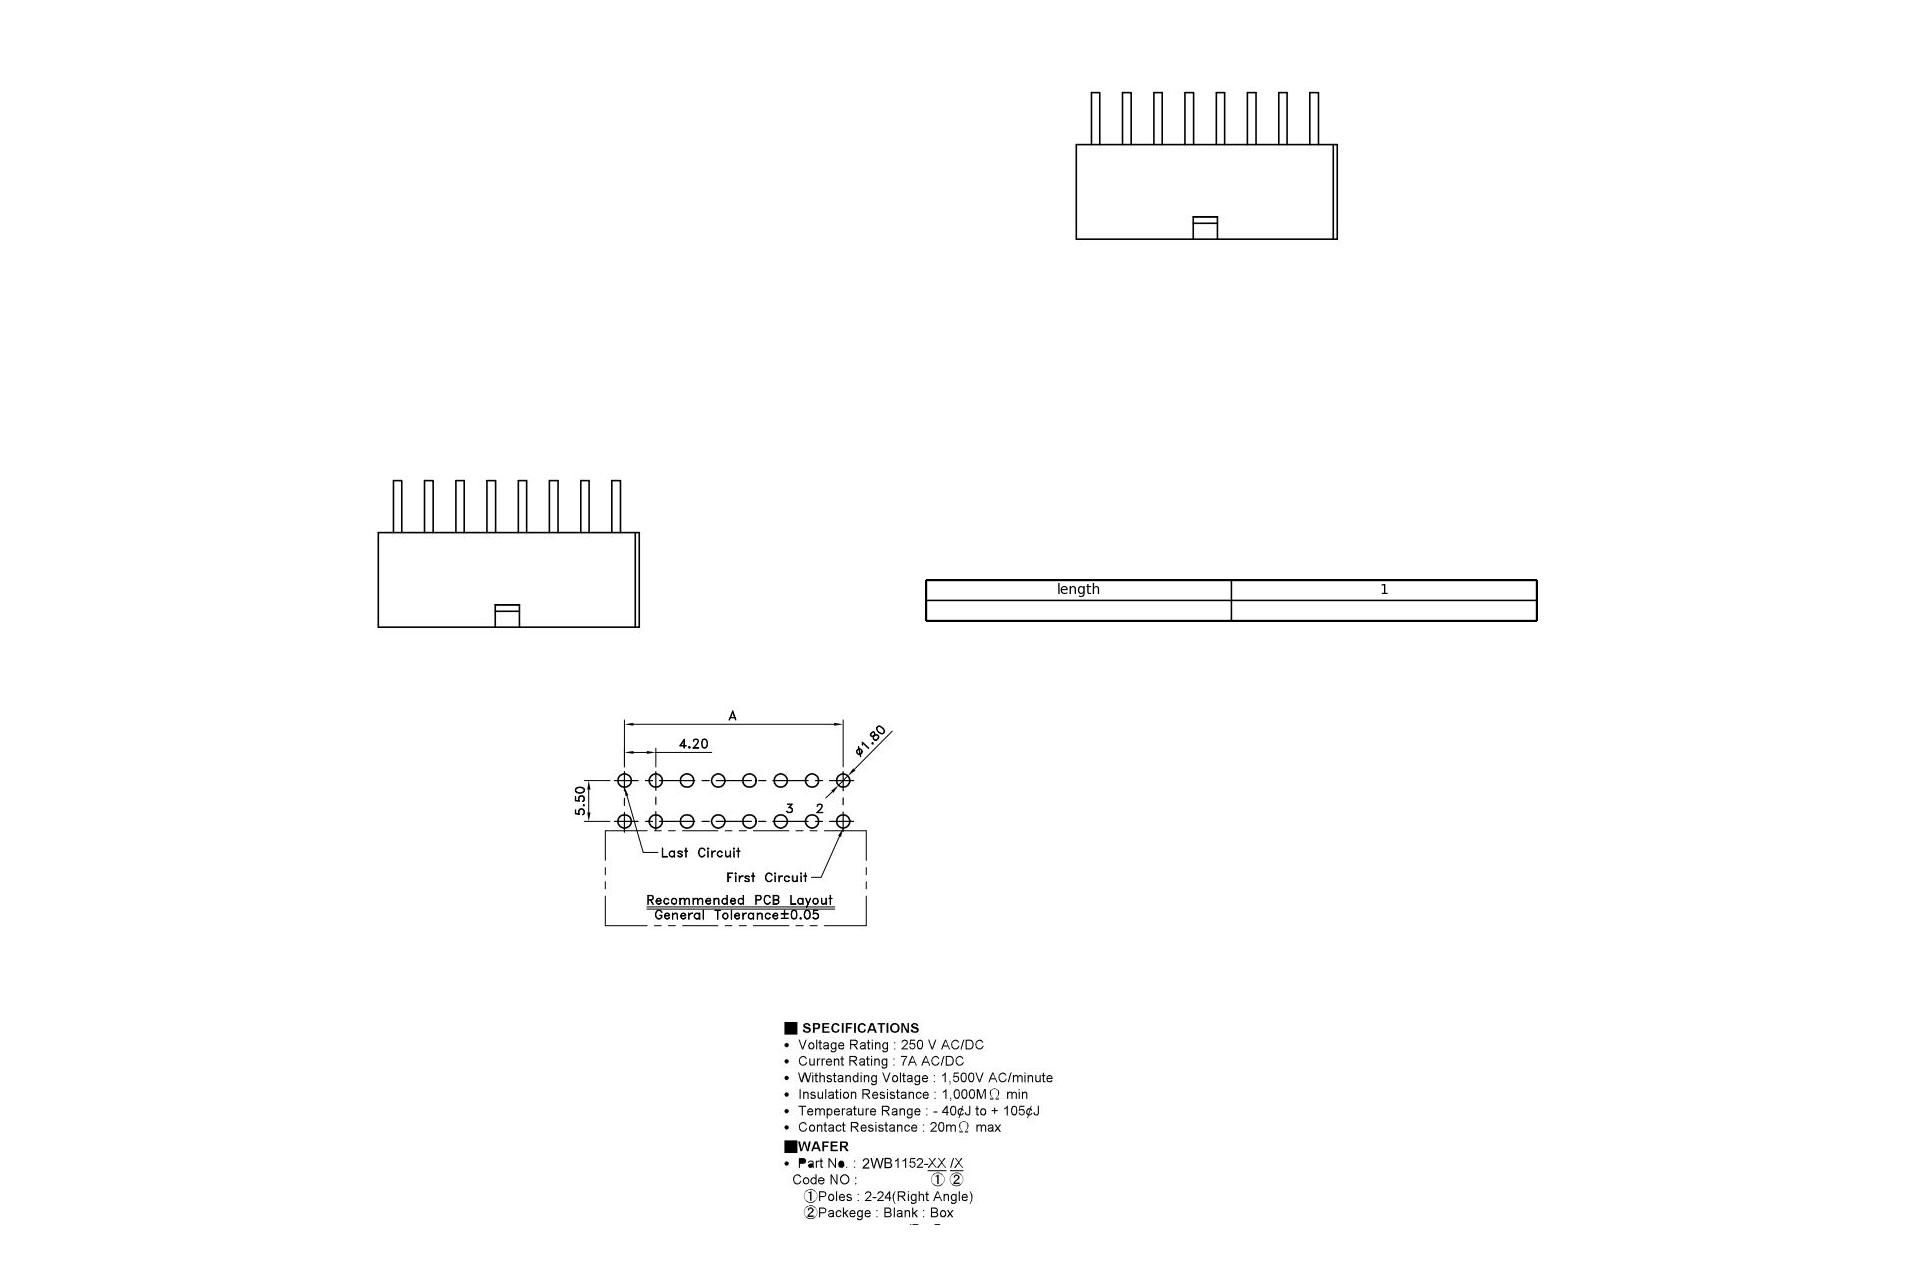 length 1
A
4.20
ø1.80
5.50
3 2
Last Circuit
First Circuit
Recommended PCB Layout
General Tolerance±0.05
■ SPECIFICATIONS
• Voltage Rating : 250 V AC/DC
• Current Rating : 7A AC/DC
• Withstanding Voltage : 1,500V AC/minute
• Insulation Resistance : 1,000MΩ min
• Temperature Range : - 40¢J to + 105¢J
• Contact Resistance : 20mΩ max
■WAFER
• Part No. : 2WB1152-XX /X
Code NO : ① ②
①Poles : 2-24(Right Angle)
②Packege : Blank : Box